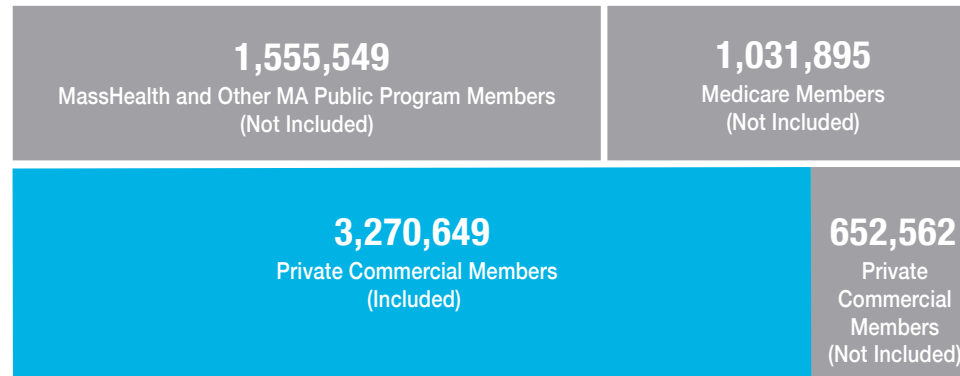 1,555,549
MassHealth and Other MA Public Program Members
(Not Included)
1,031,895
Medicare Members
(Not Included)
3,270,649
Private Commercial Members
(Included)
652,562
Private
Commercial
Members
(Not Included)